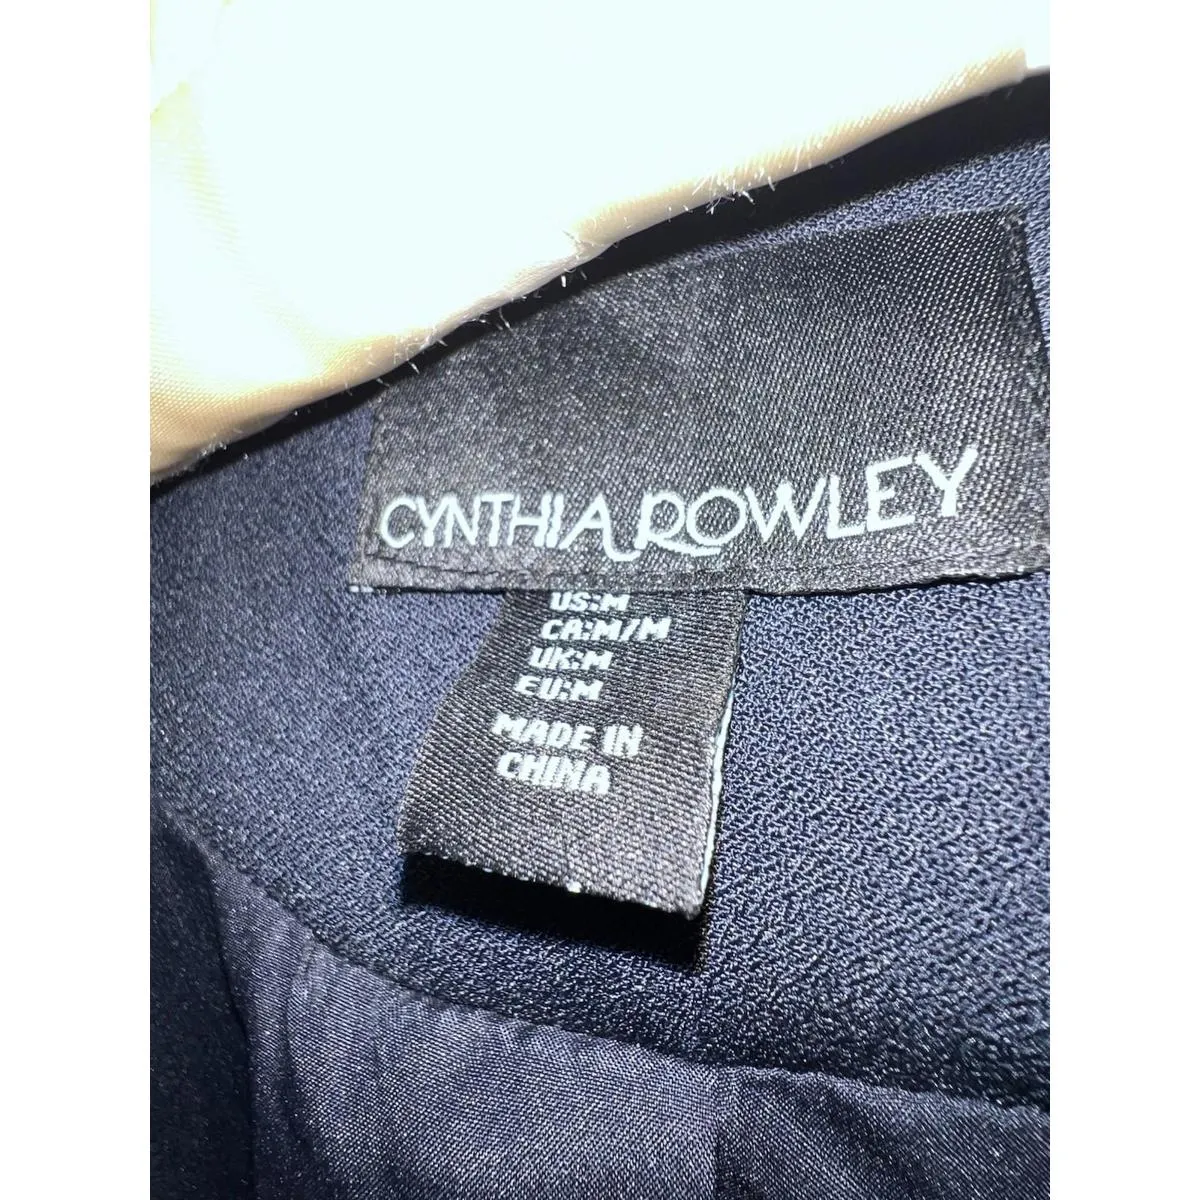 CYNTHIA ROWLEY
US:M
CA:M/M
UK:M
EU:M
MADE IN
CHINA